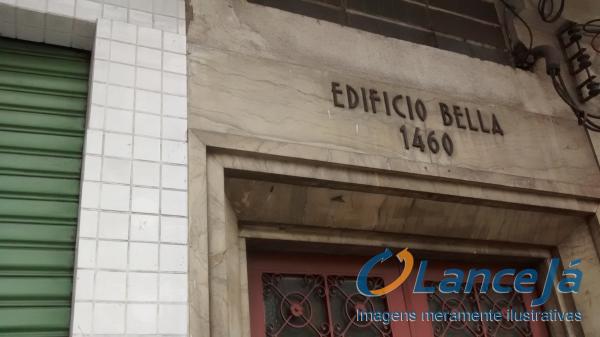 EDIFICIO BELLA
1460
LANCEJÁ
Imagens meramente ilustrativas